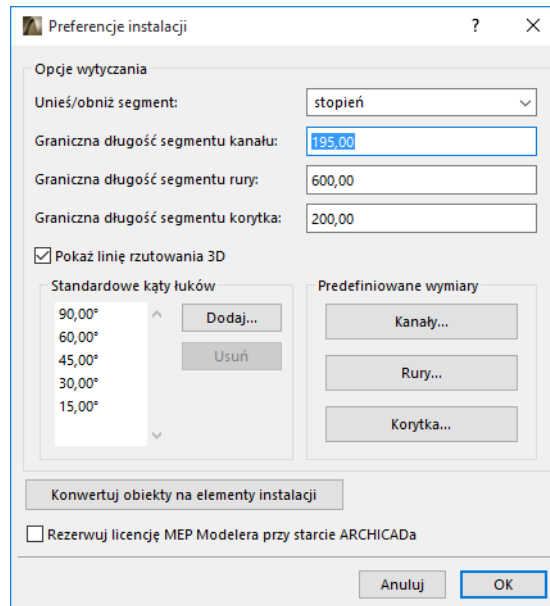 Preferencje instalacji
?
Opcje wytyczania
Unieś/obniż segment: stopień
Graniczna długość segmentu kanału: 195,00
Graniczna długość segmentu rury: 600,00
Graniczna długość segmentu korytka: 200,00
Pokaż linię rzutowania 3D
Standardowe kąty łuków
90,00°
60,00°
45,00°
30,00°
15,00°
Dodaj...
Usuń
Predefiniowane wymiary
Kanały...
Rury...
Korytka...
Konwertuj obiekty na elementy instalacji
Rezerwuj licencję MEP Modelera przy starcie ARCHICADa
Anuluj
OK